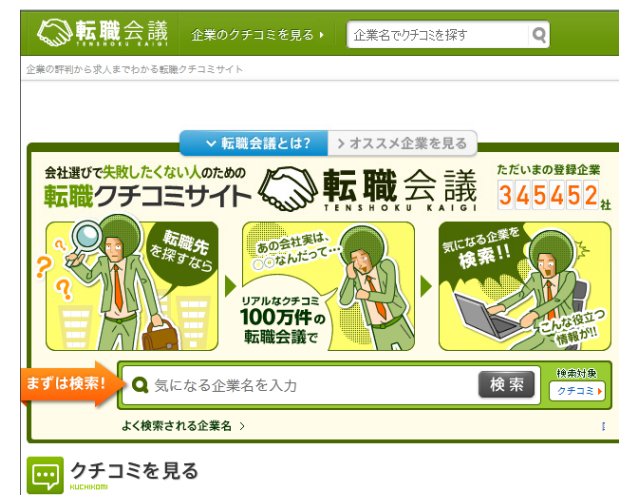 転職会議
TENSHOKU KAIGI
企業のクチコミを見る
企業名でクチコミを探す
企業の評判から求人までわかる転職クチコミサイト
転職会議とは?
オススメ企業を見る
会社選びで失敗したくない人のための
転職クチコミサイト
転職会議
TENSHOKU KAIGI
ただいまの登録企業
345452社
転職先
を探すなら
あの会社実は、
○○なんだって…
リアルなクチコミ
100万件の
転職会議で
気になる企業を
検索!!
こんな役立つ
情報が!!
まずは検索!
気になる企業名を入力
検索
検索対象
クチコミ
よく検索される企業名
クチコミを見る
KUCHIKOMI